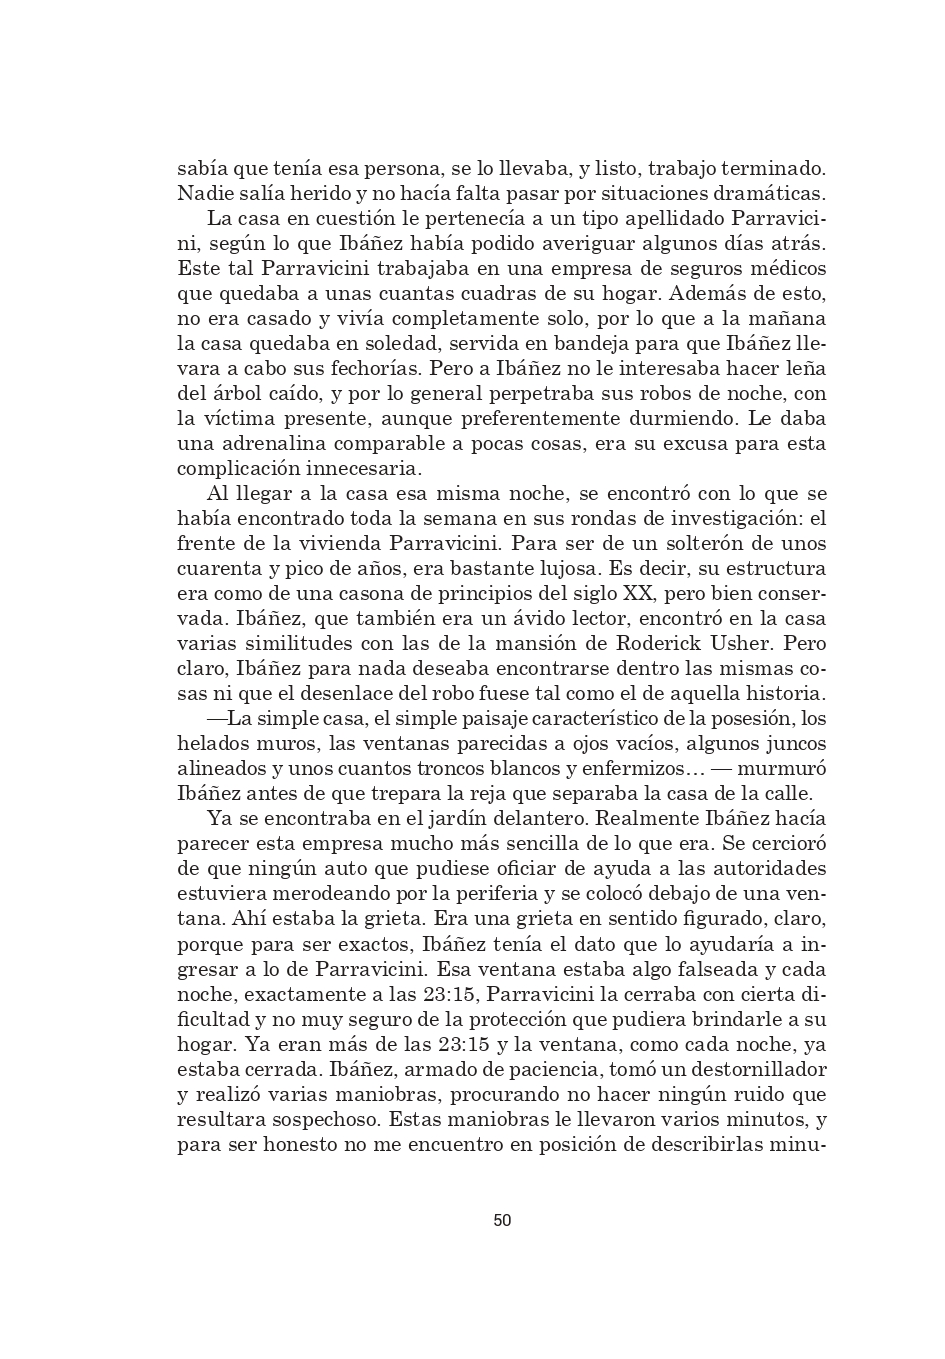 sabía que tenía esa persona, se lo llevaba, y listo, trabajo terminado.
Nadie salía herido y no hacía falta pasar por situaciones dramáticas.
La casa en cuestión le pertenecía a un tipo apellidado Parravici-
ni, según lo que Ibáñez había podido averiguar algunos días atrás.
Este tal Parravicini trabajaba en una empresa de seguros médicos
que quedaba a unas cuantas cuadras de su hogar. Además de esto,
no era casado y vivía completamente solo, por lo que a la mañana
la casa quedaba en soledad, servida en bandeja para que Ibáñez lle-
vara a cabo sus fechorías. Pero a Ibáñez no le interesaba hacer leña
del árbol caído, y por lo general perpetraba sus robos de noche, con
la víctima presente, aunque preferentemente durmiendo. Le daba
una adrenalina comparable a pocas cosas, era su excusa para esta
complicación innecesaria.
Al llegar a la casa esa misma noche, se encontró con lo que se
había encontrado toda la semana en sus rondas de investigación: el
frente de la vivienda Parravicini. Para ser de un solterón de unos
cuarenta y pico de años, era bastante lujosa. Es decir, su estructura
era como de una casona de principios del siglo XX, pero bien conser-
vada. Ibáñez, que también era un ávido lector, encontró en la casa
varias similitudes con las de la mansión de Roderick Usher. Pero
claro, Ibáñez para nada deseaba encontrarse dentro las mismas co-
sas ni que el desenlace del robo fuese tal como el de aquella historia.
—La simple casa, el simple paisaje característico de la posesión, los
helados muros, las ventanas parecidas a ojos vacíos, algunos juncos
alineados y unos cuantos troncos blancos y enfermizos… — murmuró
Ibáñez antes de que trepara la reja que separaba la casa de la calle.
Ya se encontraba en el jardín delantero. Realmente Ibáñez hacía
parecer esta empresa mucho más sencilla de lo que era. Se cercioró
de que ningún auto que pudiese oficiar de ayuda a las autoridades
estuviera merodeando por la periferia y se colocó debajo de una ven-
tana. Ahí estaba la grieta. Era una grieta en sentido figurado, claro,
porque para ser exactos, Ibáñez tenía el dato que lo ayudaría a in-
gresar a lo de Parravicini. Esa ventana estaba algo falseada y cada
noche, exactamente a las 23:15, Parravicini la cerraba con cierta di-
ficultad y no muy seguro de la protección que pudiera brindarle a su
hogar. Ya eran más de las 23:15 y la ventana, como cada noche, ya
estaba cerrada. Ibáñez, armado de paciencia, tomó un destornillador
y realizó varias maniobras, procurando no hacer ningún ruido que
resultara sospechoso. Estas maniobras le llevaron varios minutos, y
para ser honesto no me encuentro en posición de describirlas minu-
50